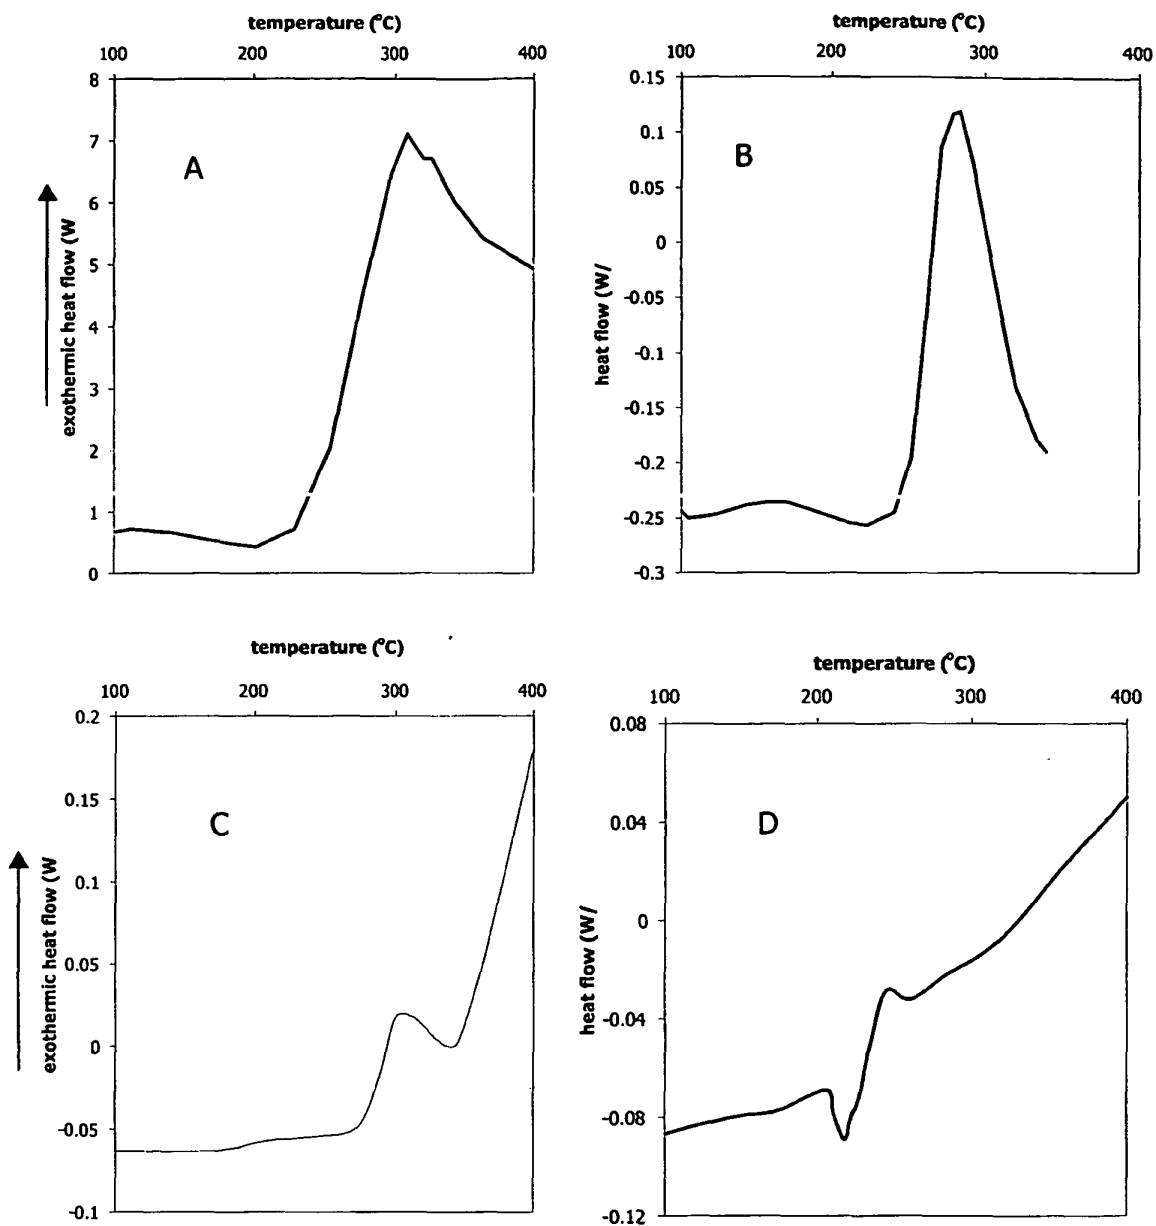 temperature (°C)
100 200 300 400
8
7
6
5
4
3
2
1
0
exothermic heat flow (W
A
temperature (°C)
100 200 300 400
0.15
0.1
0.05
0
-0.05
-0.1
-0.15
-0.2
-0.25
-0.3
heat flow (W/
B
temperature (°C)
100 200 300 400
0.2
0.15
0.1
0.05
0
-0.05
-0.1
exothermic heat flow (W
C
temperature (°C)
100 200 300 400
0.08
0.04
0
-0.04
-0.08
-0.12
heat flow (W/
D